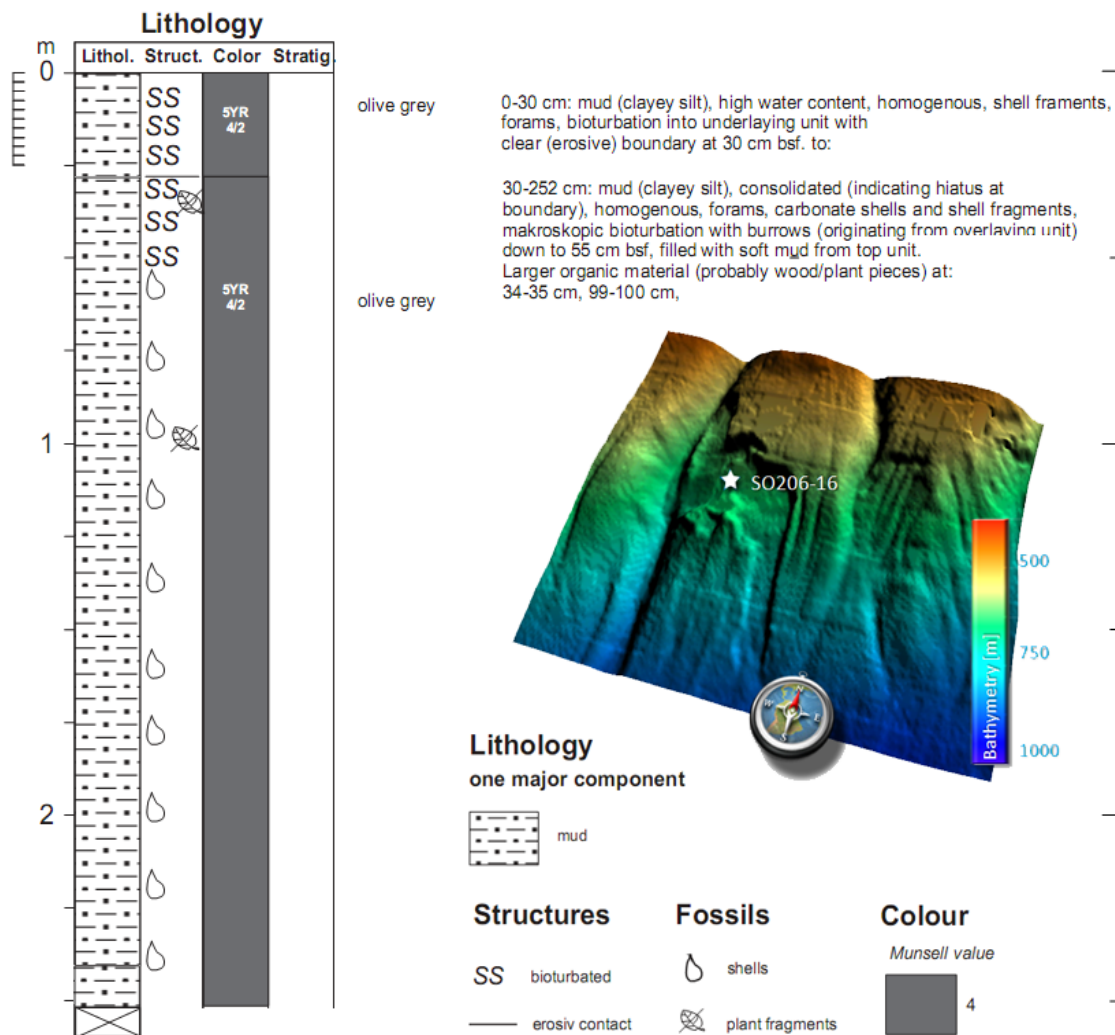 Lithology
m
Lithol. Struct. Color Stratig.
0
SS
SS
SS
5YR
4/2
olive grey
0-30 cm: mud (clayey silt), high water content, homogenous, shell framents,
forams, bioturbation into underlaying unit with
clear (erosive) boundary at 30 cm bsf. to:
SS
SS
SS
5YR
4/2
olive grey
30-252 cm: mud (clayey silt), consolidated (indicating hiatus at
boundary), homogenous, forams, carbonate shells and shell fragments,
makroskopic bioturbation with burrows (originating from overlaying unit)
down to 55 cm bsf, filled with soft mud from top unit.
Larger organic material (probably wood/plant pieces) at:
34-35 cm, 99-100 cm,
1
SO206-16
500
750
1000
Bathymetry [m]
N
W
E
S
2
Lithology
one major component
mud
Structures
SS bioturbated
erosiv contact
Fossils
shells
plant fragments
Colour
Munsell value
4